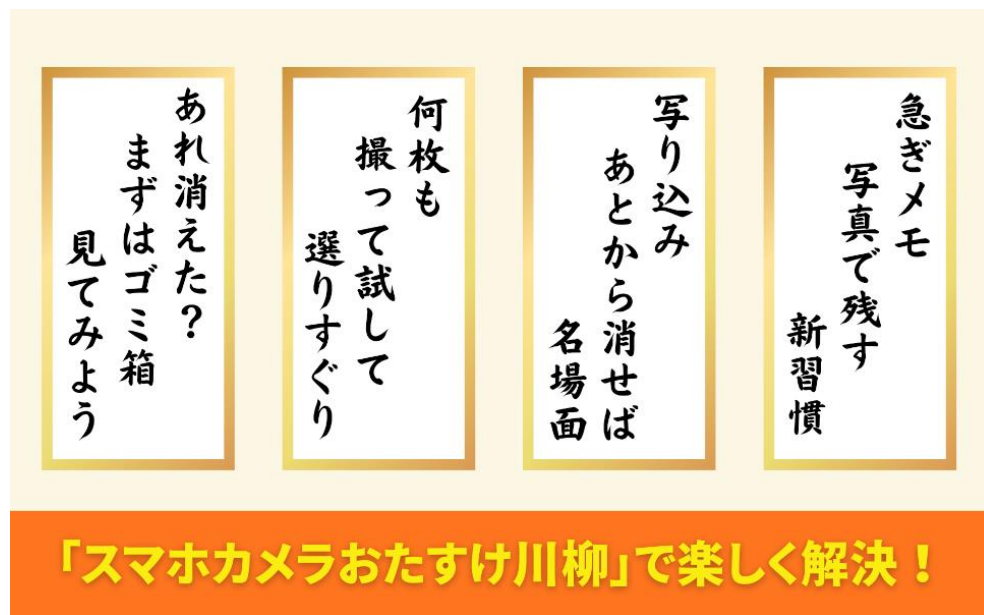 急ぎメモ
写真で残す
新習慣
写り込み
あとから消せば
名場面
何枚も
撮って試して
選りすぐり
あれ消えた？
まずはゴミ箱
見てみよう
「スマホカメラおたすけ川柳」で楽しく解決！